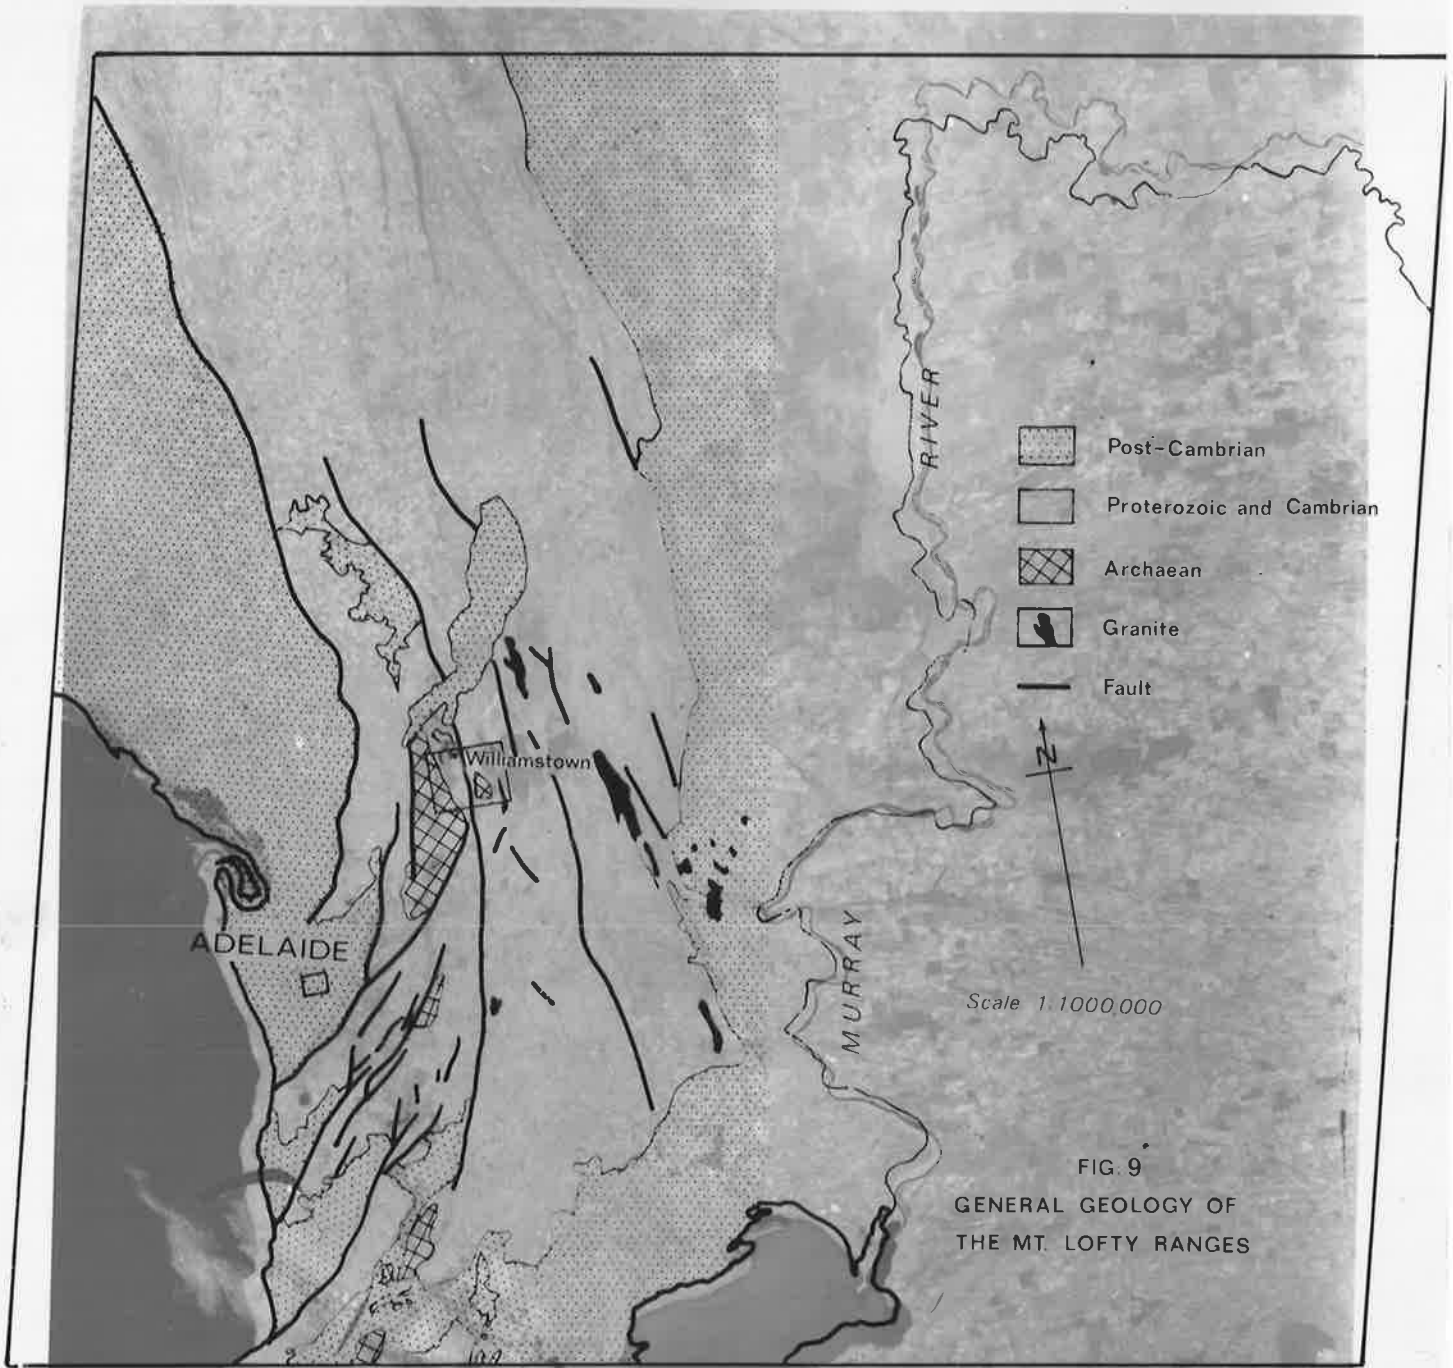 RIVER
Post-Cambrian
Proterozoic and Cambrian
Archaean
Granite
Fault
N
Williamstown
ADELAIDE
MURRAY
Scale 1:1000,000
FIG. 9
GENERAL GEOLOGY OF
THE MT. LOFTY RANGES